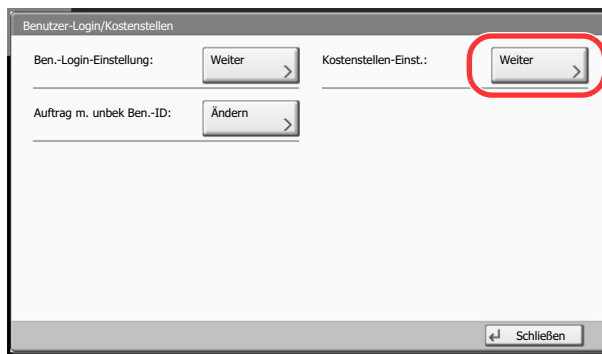 Benutzer-Login/Kostenstellen
Ben.-Login-Einstellung: Weiter Kostenstellen-Einst.: Weiter
Auftrag m. unbek Ben.-ID: Ändern
Schließen